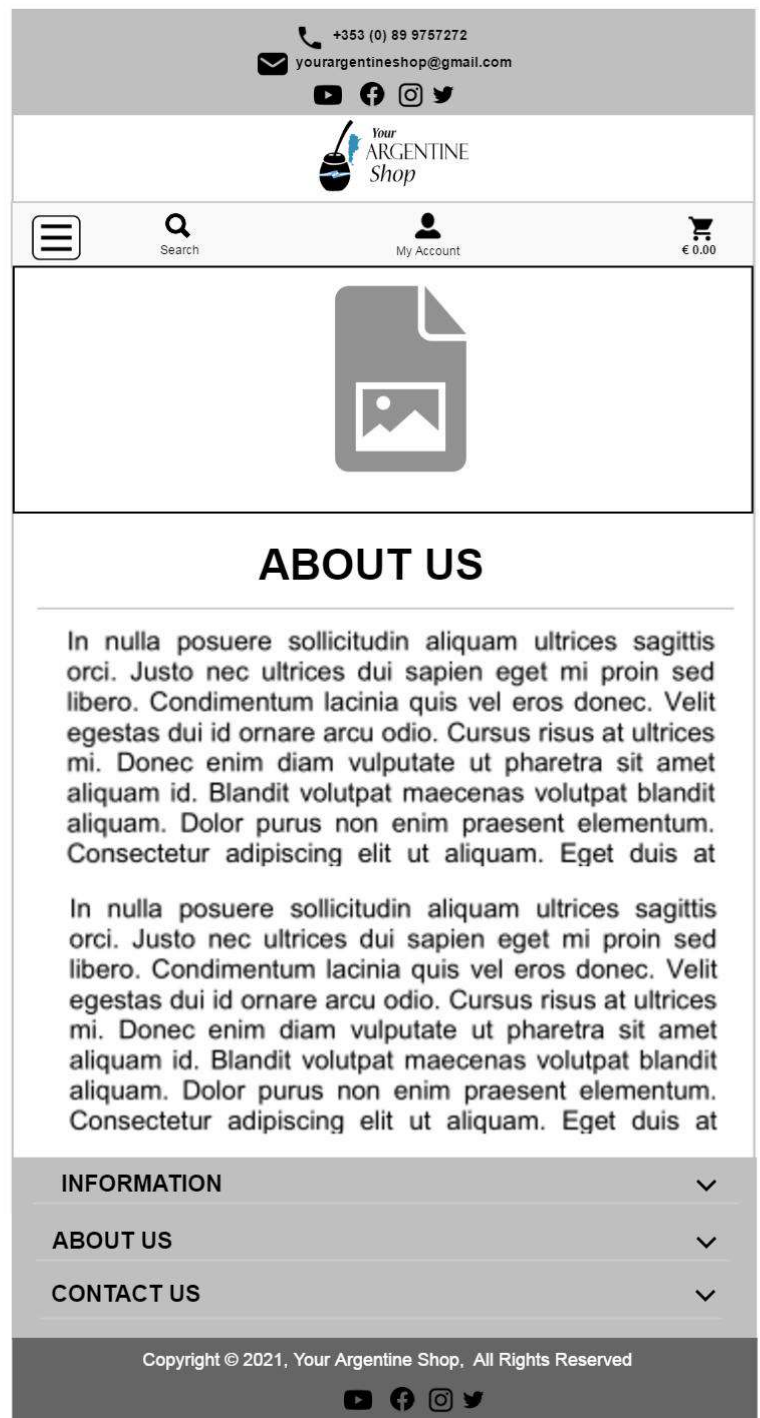 +353 (0) 89 9757272
yourargentineshop@gmail.com
Your
ARGENTINE
Shop
Search
My Account
€ 0.00
ABOUT US
In nulla posuere sollicitudin aliquam ultrices sagittis
orci. Justo nec ultrices dui sapien eget mi proin sed
libero. Condimentum lacinia quis vel eros donec. Velit
egestas dui id ornare arcu odio. Cursus risus at ultrices
mi. Donec enim diam vulputate ut pharetra sit amet
aliquam id. Blandit volutpat maecenas volutpat blandit
aliquam. Dolor purus non enim praesent elementum.
Consectetur adipiscing elit ut aliquam. Eget duis at
In nulla posuere sollicitudin aliquam ultrices sagittis
orci. Justo nec ultrices dui sapien eget mi proin sed
libero. Condimentum lacinia quis vel eros donec. Velit
egestas dui id ornare arcu odio. Cursus risus at ultrices
mi. Donec enim diam vulputate ut pharetra sit amet
aliquam id. Blandit volutpat maecenas volutpat blandit
aliquam. Dolor purus non enim praesent elementum.
Consectetur adipiscing elit ut aliquam. Eget duis at
INFORMATION
ABOUT US
CONTACT US
Copyright © 2021, Your Argentine Shop, All Rights Reserved